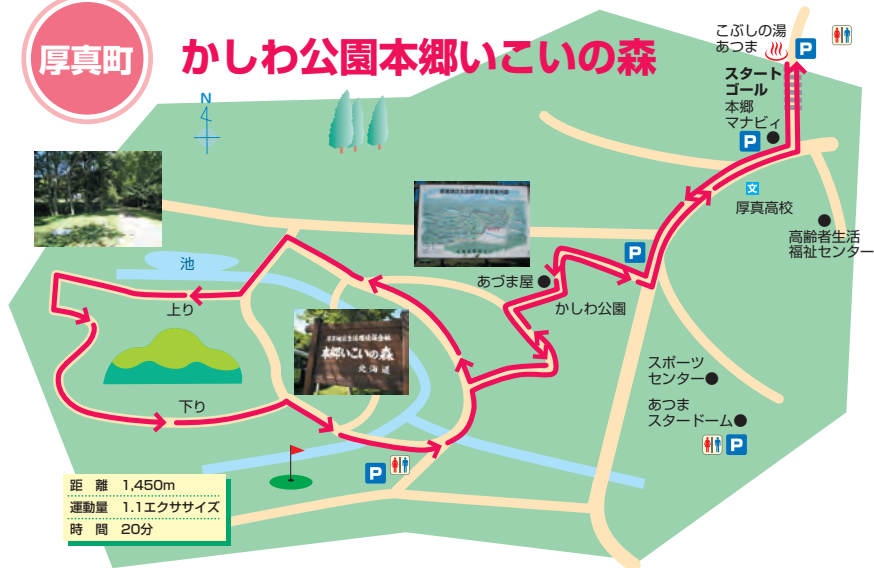 厚真町
かしわ公園本郷いこいの森
こぶしの湯
あつま
P
スタート
ゴール
本郷
マナビィ
P
N
文
厚真高校
高齢者生活
福祉センター
P
あづま屋
かしわ公園
池
上り
本郷いこいの森
北海道
スポーツ
センター
あつま
スタードーム
P
下り
P
距　離　1,450m
運動量　1.1エクササイズ
時　間　20分